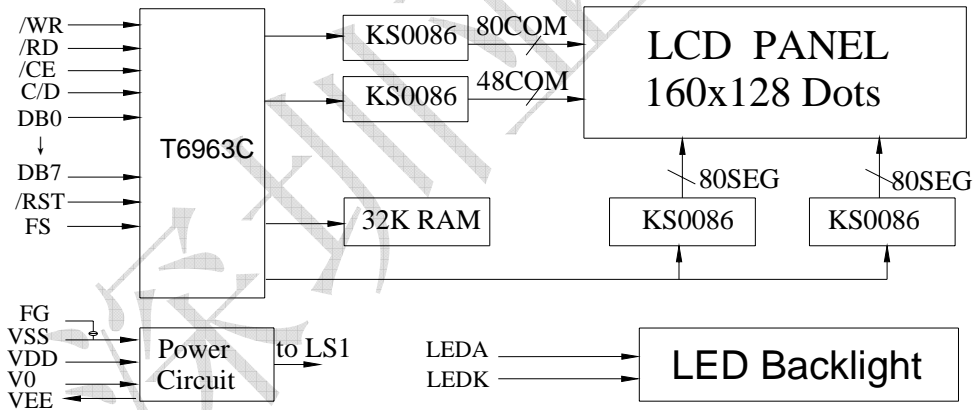 /WR
/RD
/CE
C/D
DB0
DB7
/RST
FS
T6963C
KS0086
80COM
KS0086
48COM
LCD PANEL
160x128 Dots
80SEG
80SEG
32K RAM
KS0086
KS0086
FG
VSS
VDD
V0
VEE
Power
Circuit
to LS1
LEDA
LEDK
LED Backlight